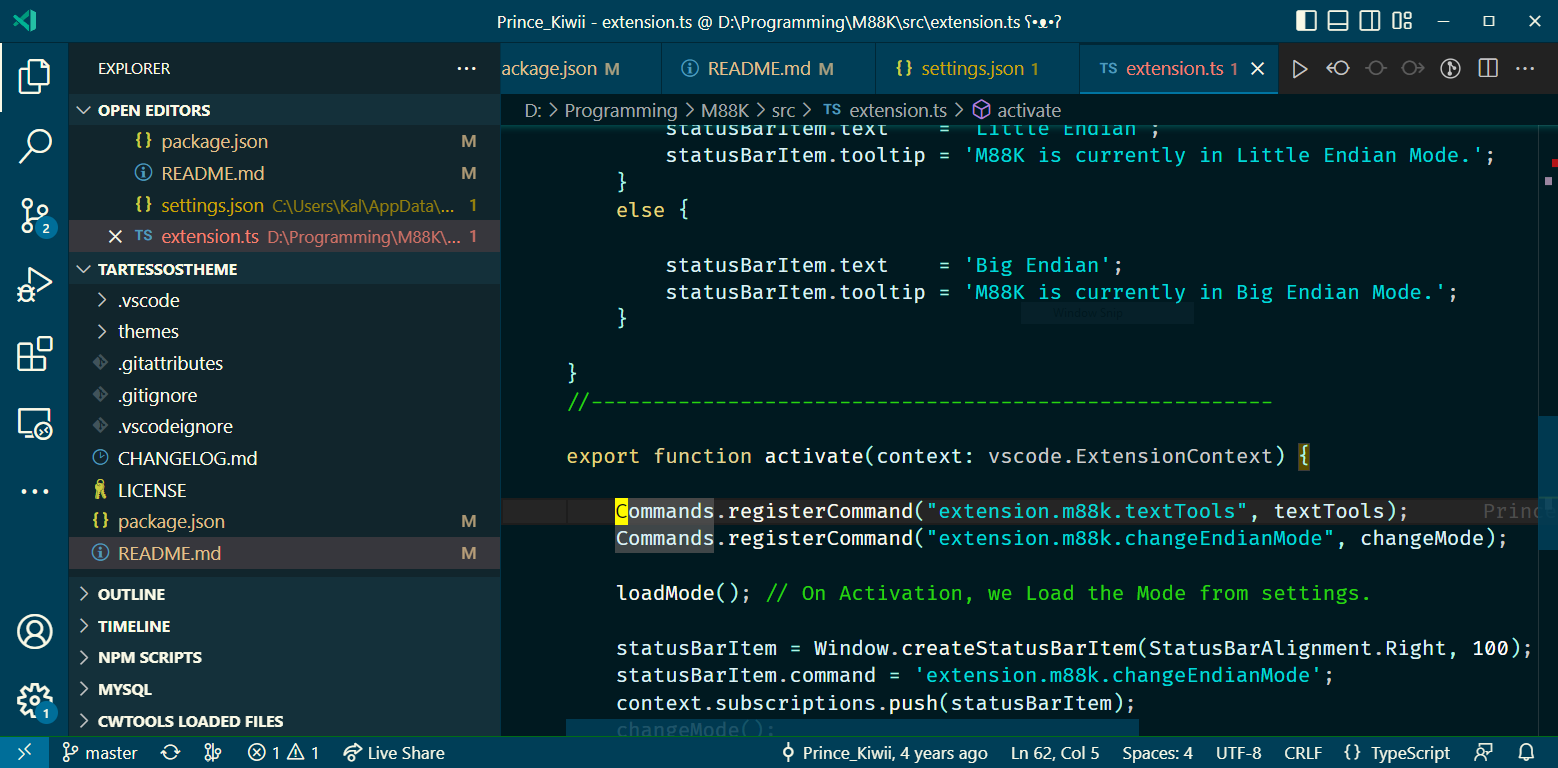 Prince_Kiwii - extension.ts @ D:\Programming\M88K\src\extension.ts ʕ•ᴥ•ʔ
EXPLORER
OPEN EDITORS
package.json M
README.md M
settings.json C:\Users\Kal\AppData\... 1
extension.ts D:\Programming\M88K\... 1
TARTESSOSTHEME
.vscode
themes
.gitattributes
.gitignore
.vscodeignore
CHANGELOG.md
LICENSE
package.json M
README.md M
OUTLINE
TIMELINE
NPM SCRIPTS
MYSQL
CWTOOLS LOADED FILES
2
1
ackage.json M README.md M {} settings.json 1 TS extension.ts 1
D: > Programming > M88K > src > TS extension.ts > activate
statusBarItem.text    = 'Little Endian';
statusBarItem.tooltip = 'M88K is currently in Little Endian Mode.';
}
else {
statusBarItem.text    = 'Big Endian';
statusBarItem.tooltip = 'M88K is currently in Big Endian Mode.';
}
}
//-------------------------------------------------------
export function activate(context: vscode.ExtensionContext) {
Commands.registerCommand("extension.m88k.textTools", textTools); Princ
Commands.registerCommand("extension.m88k.changeEndianMode", changeMode);
loadMode(); // On Activation, we Load the Mode from settings.
statusBarItem = Window.createStatusBarItem(StatusBarAlignment.Right, 100);
statusBarItem.command = 'extension.m88k.changeEndianMode';
context.subscriptions.push(statusBarItem);
changeMode();
master 1 1 Live Share Prince_Kiwii, 4 years ago Ln 62, Col 5 Spaces: 4 UTF-8 CRLF {} TypeScript